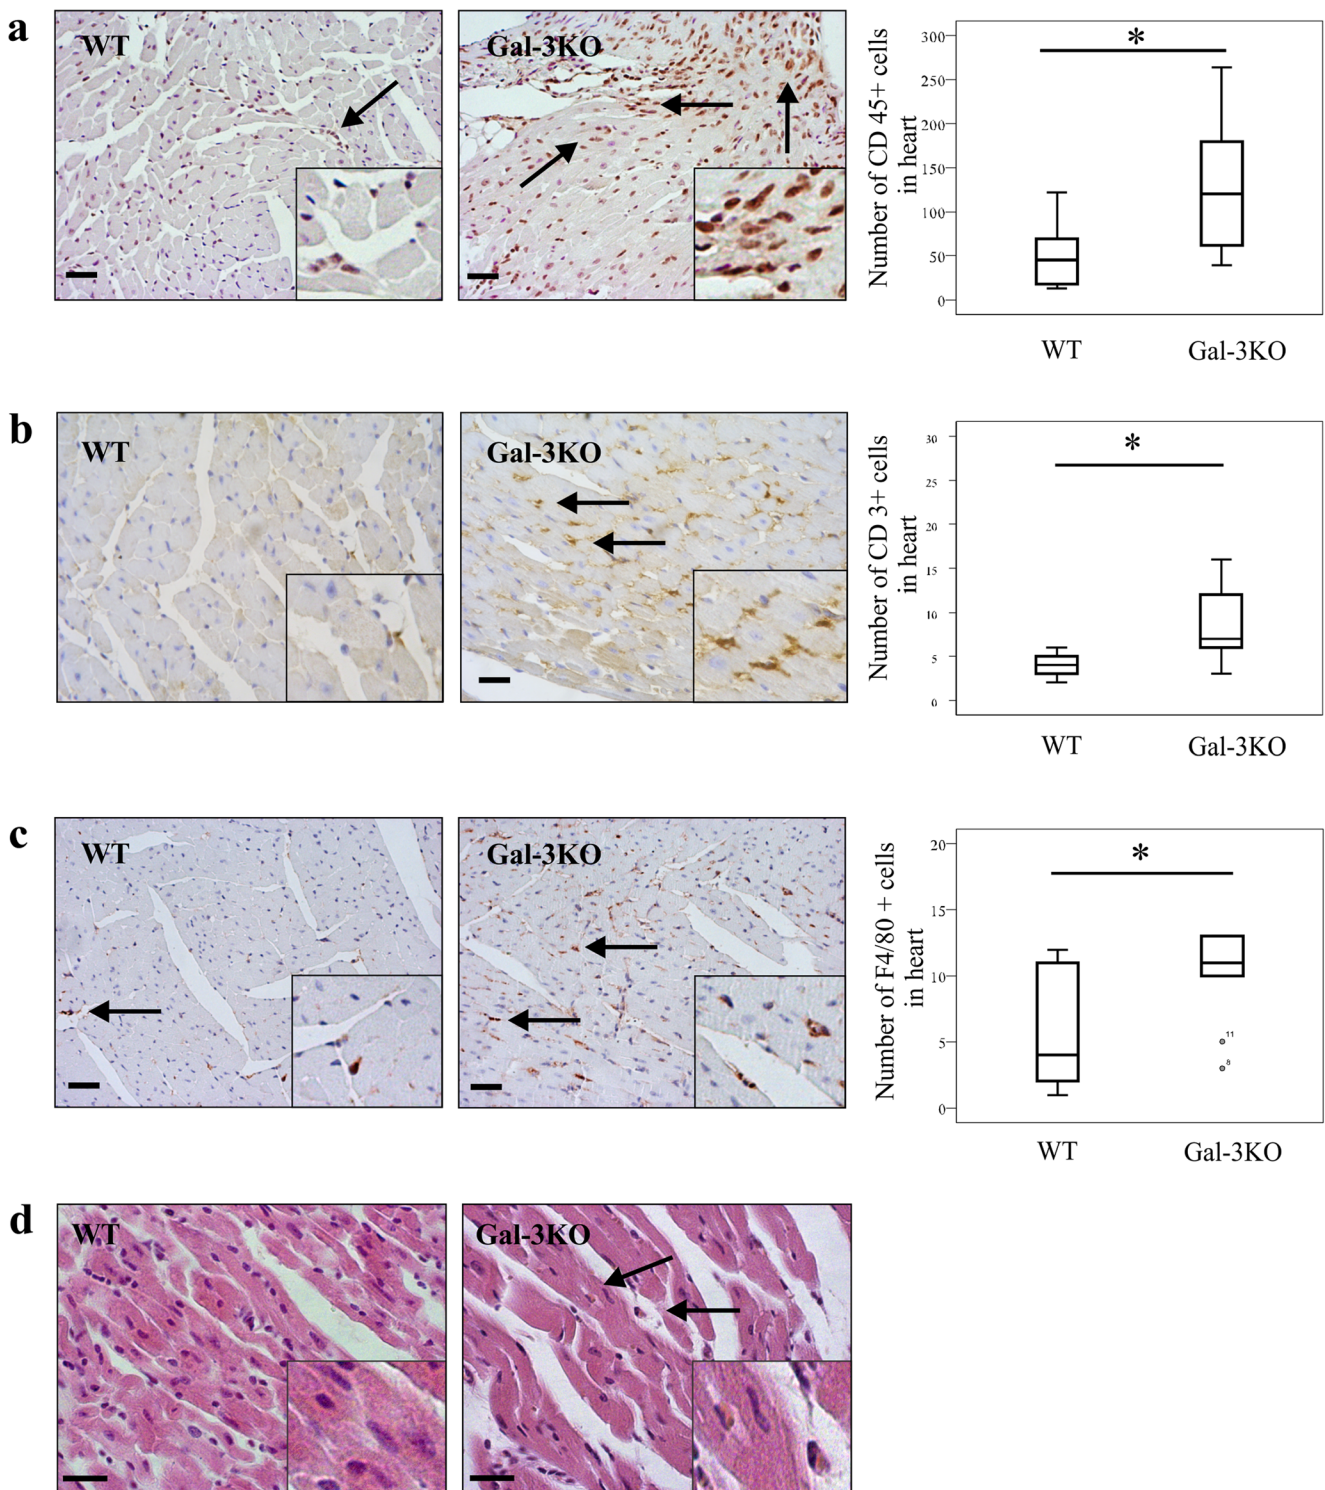 a
WT
Gal-3KO
Number of CD 45+ cells
in heart
300
250
200
150
100
50
0
*
WT
Gal-3KO
b
WT
Gal-3KO
Number of CD 3+ cells
in heart
30
25
20
15
10
5
0
*
WT
Gal-3KO
c
WT
Gal-3KO
Number of F4/80 + cells
in heart
20
15
10
5
0
*
11
8
WT
Gal-3KO
d
WT
Gal-3KO